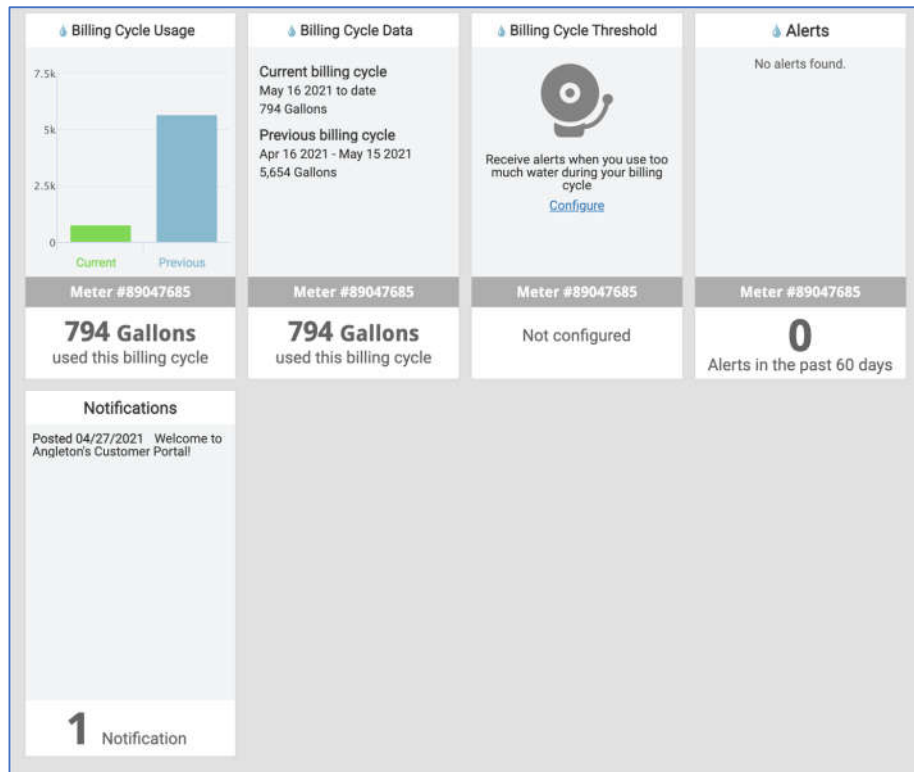 Billing Cycle Usage
7.5k
5k
2.5k
0
Current Previous
Meter #89047685
794 Gallons
used this billing cycle
Billing Cycle Data
Current billing cycle
May 16 2021 to date
794 Gallons
Previous billing cycle
Apr 16 2021 - May 15 2021
5,654 Gallons
Meter #89047685
794 Gallons
used this billing cycle
Billing Cycle Threshold
Receive alerts when you use too
much water during your billing
cycle
Configure
Meter #89047685
Not configured
Alerts
No alerts found.
Meter #89047685
0
Alerts in the past 60 days
Notifications
Posted 04/27/2021 Welcome to
Angleton's Customer Portal!
1 Notification